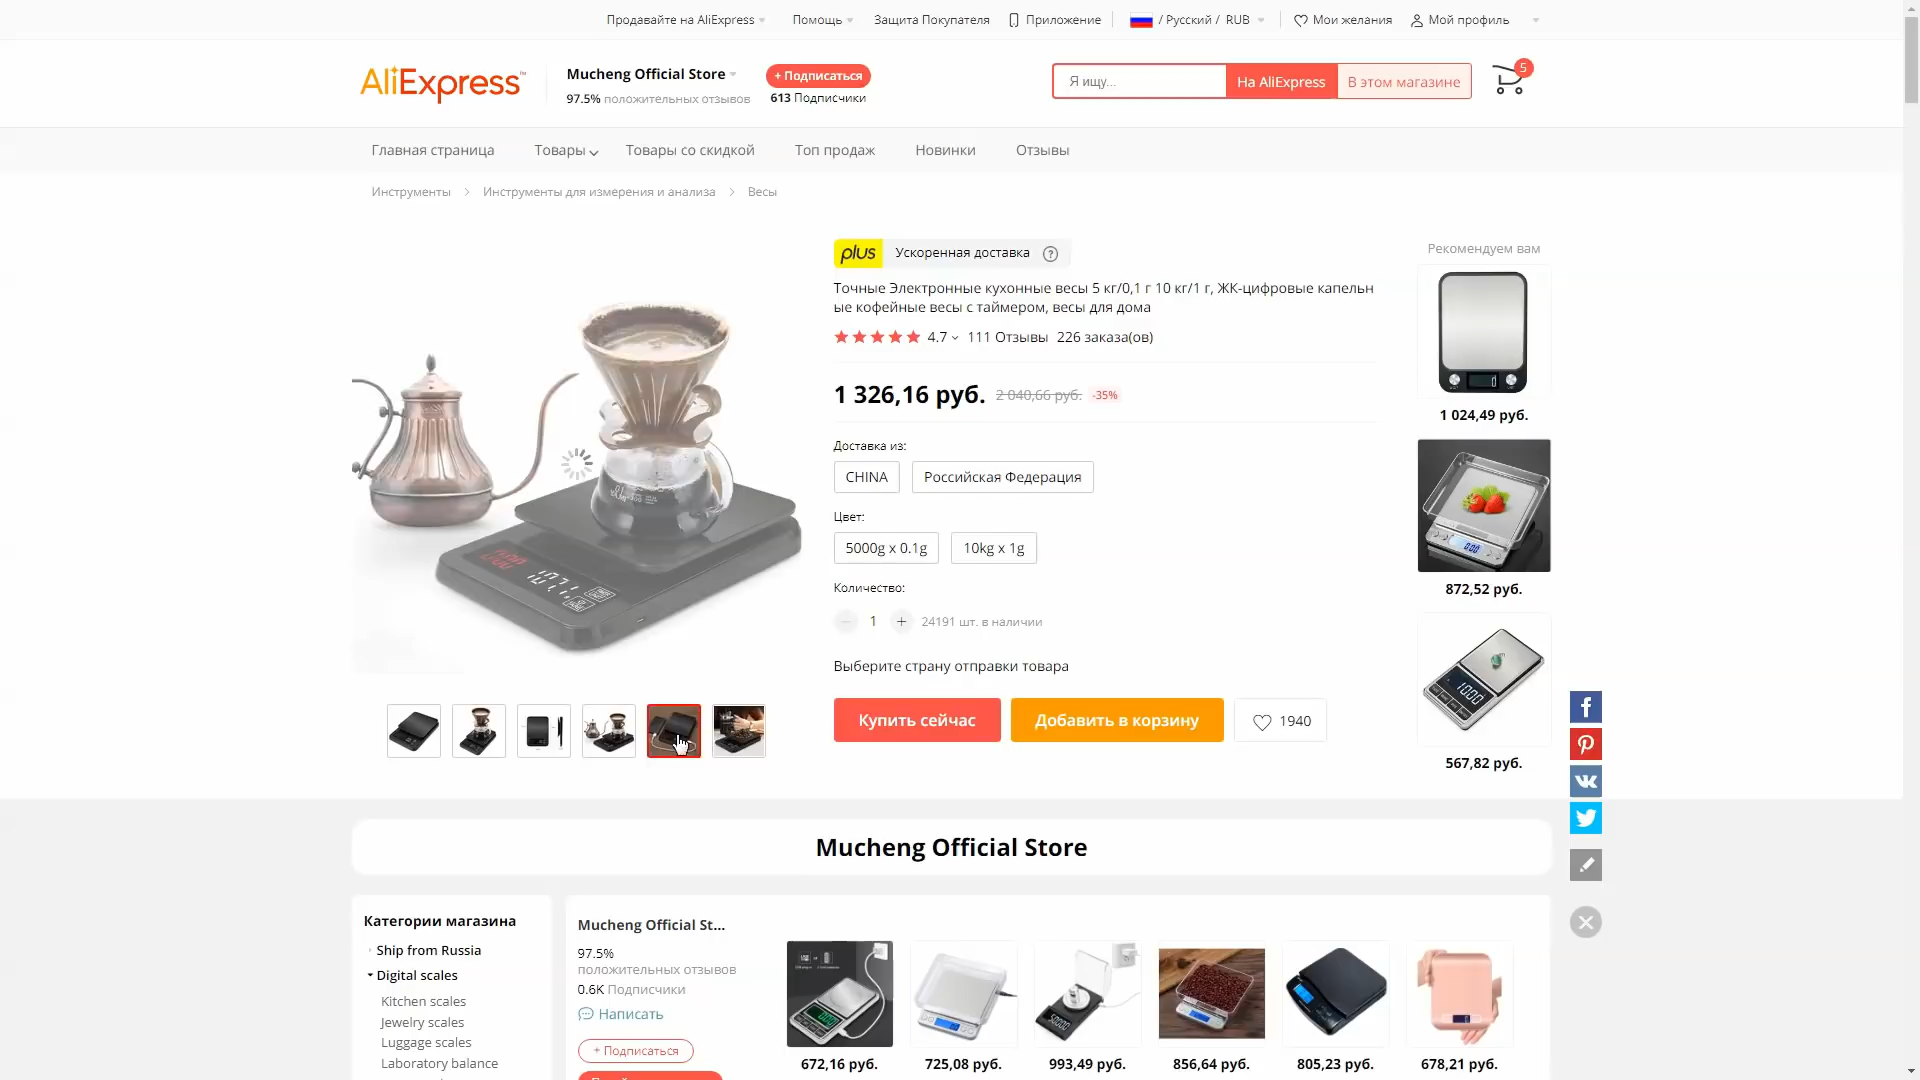 Продавайте на AliExpress
Помощь
Защита Покупателя
Приложение
/ Русский / RUB
Мои желания
Мой профиль
AliExpress
Mucheng Official Store
97.5% положительных отзывов
+ Подписаться
613 Подписчики
Я ищу...
На AliExpress
В этом магазине
5
Главная страница
Товары
Товары со скидкой
Топ продаж
Новинки
Отзывы
Инструменты > Инструменты для измерения и анализа > Весы
plus Ускоренная доставка ?
Точные Электронные кухонные весы 5 кг/0,1 г 10 кг/1 г, ЖК-цифровые капельн
ые кофейные весы с таймером, весы для дома
4.7 111 Отзывы 226 заказа(ов)
1 326,16 руб. 2 040,66 руб. -35%
Доставка из:
CHINA
Российская Федерация
Цвет:
5000g x 0.1g
10kg x 1g
Количество:
− 1 + 24191 шт. в наличии
Выберите страну отправки товара
Купить сейчас
Добавить в корзину
1940
Рекомендуем вам
1 024,49 руб.
872,52 руб.
1000
567,82 руб.
Mucheng Official Store
Категории магазина
Ship from Russia
Digital scales
Kitchen scales
Jewelry scales
Luggage scales
Laboratory balance
Mucheng Official St...
97.5%
положительных отзывов
0.6K Подписчики
Написать
+ Подписаться
672,16 руб.
725,08 руб.
993,49 руб.
856,64 руб.
805,23 руб.
678,21 руб.